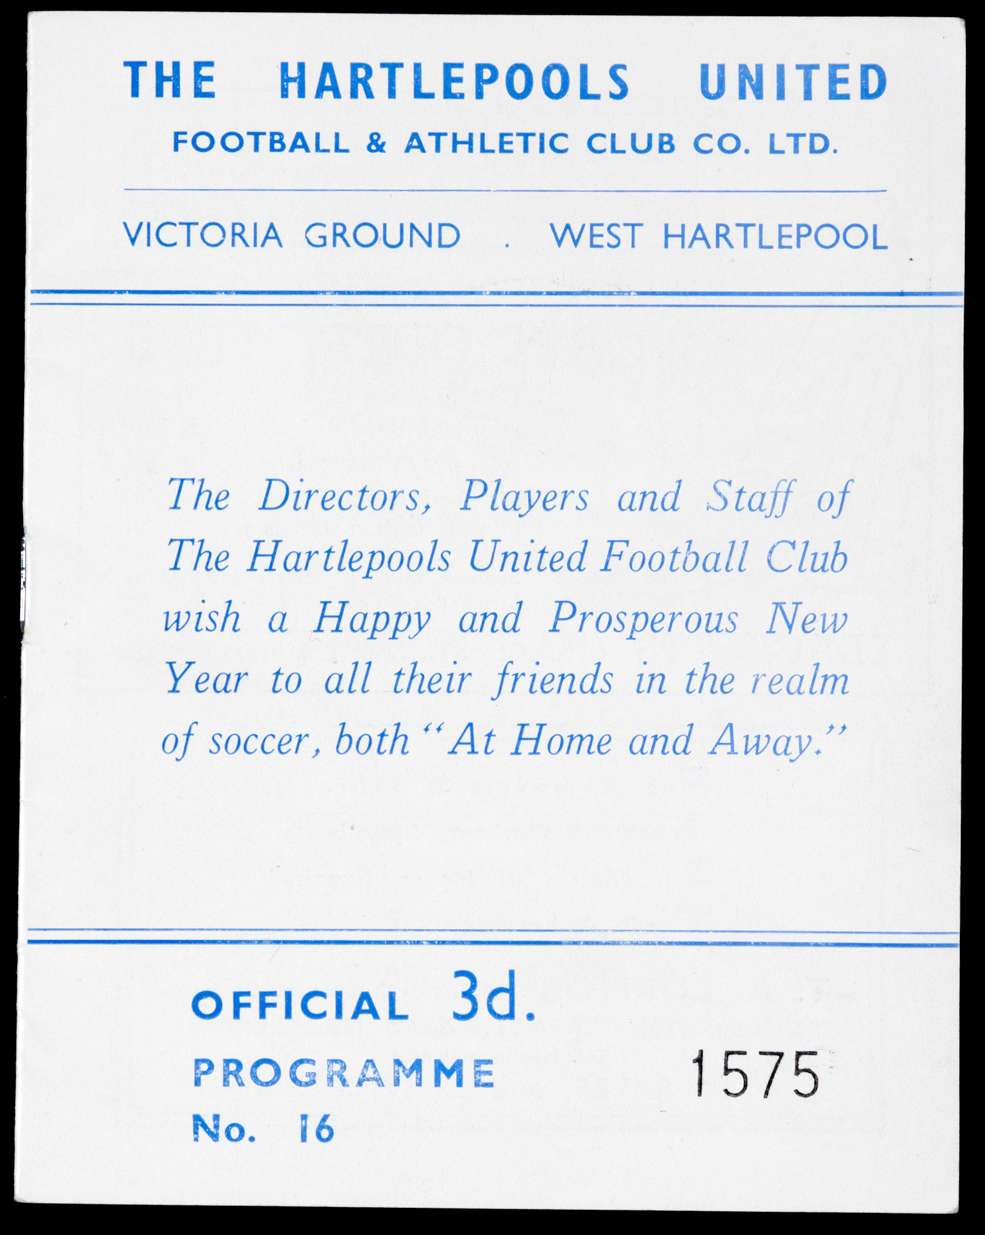 THE HARTLEPOOLS UNITED
FOOTBALL & ATHLETIC CLUB CO. LTD.
VICTORIA GROUND . WEST HARTLEPOOL
The Directors, Players and Staff of
The Hartlepools United Football Club
wish a Happy and Prosperous New
Year to all their friends in the realm
of soccer, both “At Home and Away.”
OFFICIAL 3d.
PROGRAMME
1575
No. 16